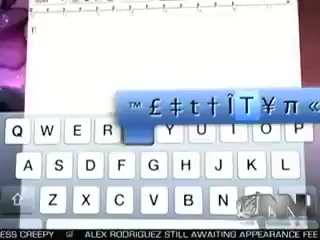 ™ £ ‡ t † Î T ¥ π «
Q W E R Y U I O P
A S D F G H J K L
Z X C V B N
ESS CREEPY ALEX RODRIGUEZ STILL AWAITING APPEARANCE FEE